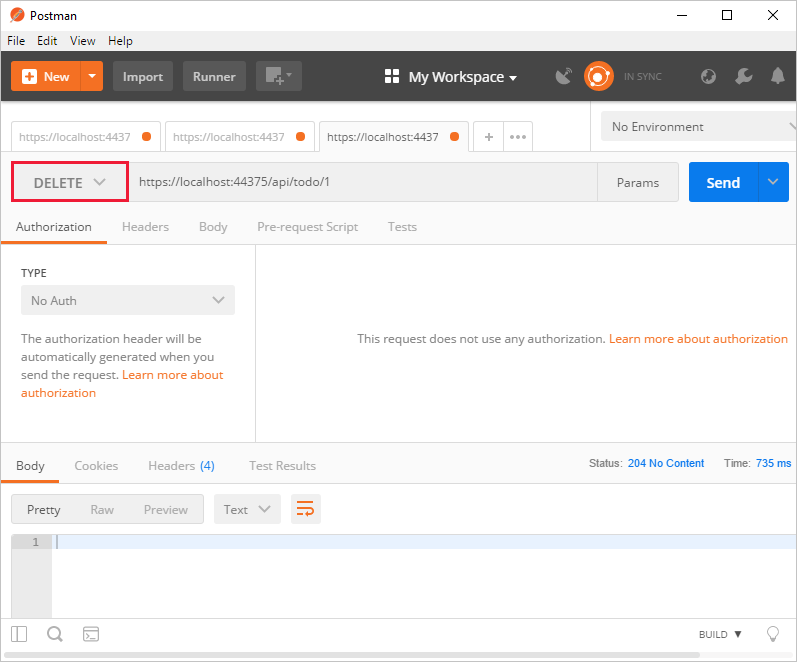 Postman
File Edit View Help
New Import Runner My Workspace IN SYNC
https://localhost:4437 https://localhost:4437 https://localhost:4437 + ••• No Environment
DELETE https://localhost:44375/api/todo/1 Params Send
Authorization Headers Body Pre-request Script Tests
TYPE
No Auth
The authorization header will be
automatically generated when you
send the request. Learn more about
authorization
This request does not use any authorization. Learn more about authorization
Body Cookies Headers (4) Test Results Status: 204 No Content Time: 735 ms
Pretty Raw Preview Text
1
BUILD